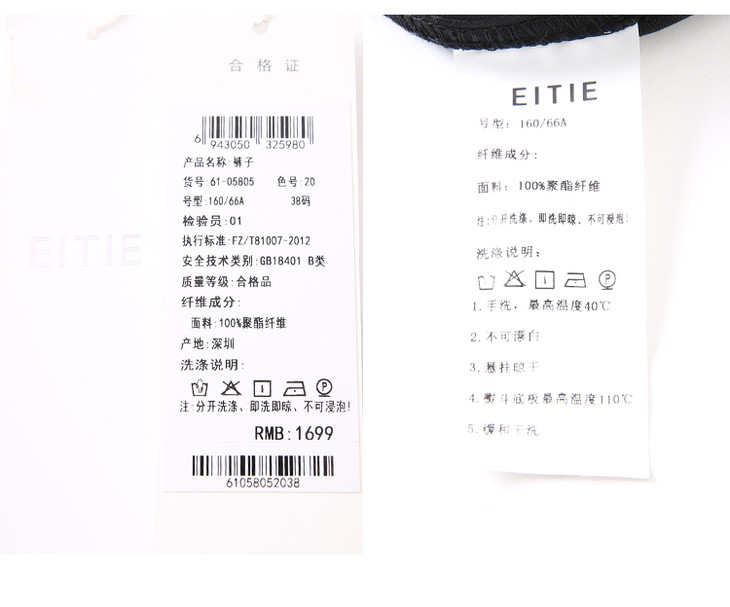 合格证
6 943050 325980
产品名称:裤子
货号:61-05805 色号:20
号型:160/66A 38码
检验员:01
执行标准:FZ/T81007-2012
安全技术类别:GB18401 B类
质量等级:合格品
纤维成分:
面料:100%聚酯纤维
产地:深圳
洗涤说明:
P
注:分开洗涤、即洗即晾、不可浸泡!
RMB:1699
61058052038
EITIE
EITIE
号型: 160/66A
纤维成分:
面料: 100%聚酯纤维
注:分开洗涤、即洗即晾、不可浸泡!
洗涤说明:
P
1.手洗, 最高温度40℃
2.不可漂白
3.悬挂晾干
4.熨斗底板最高温度110℃
5.缓和干洗